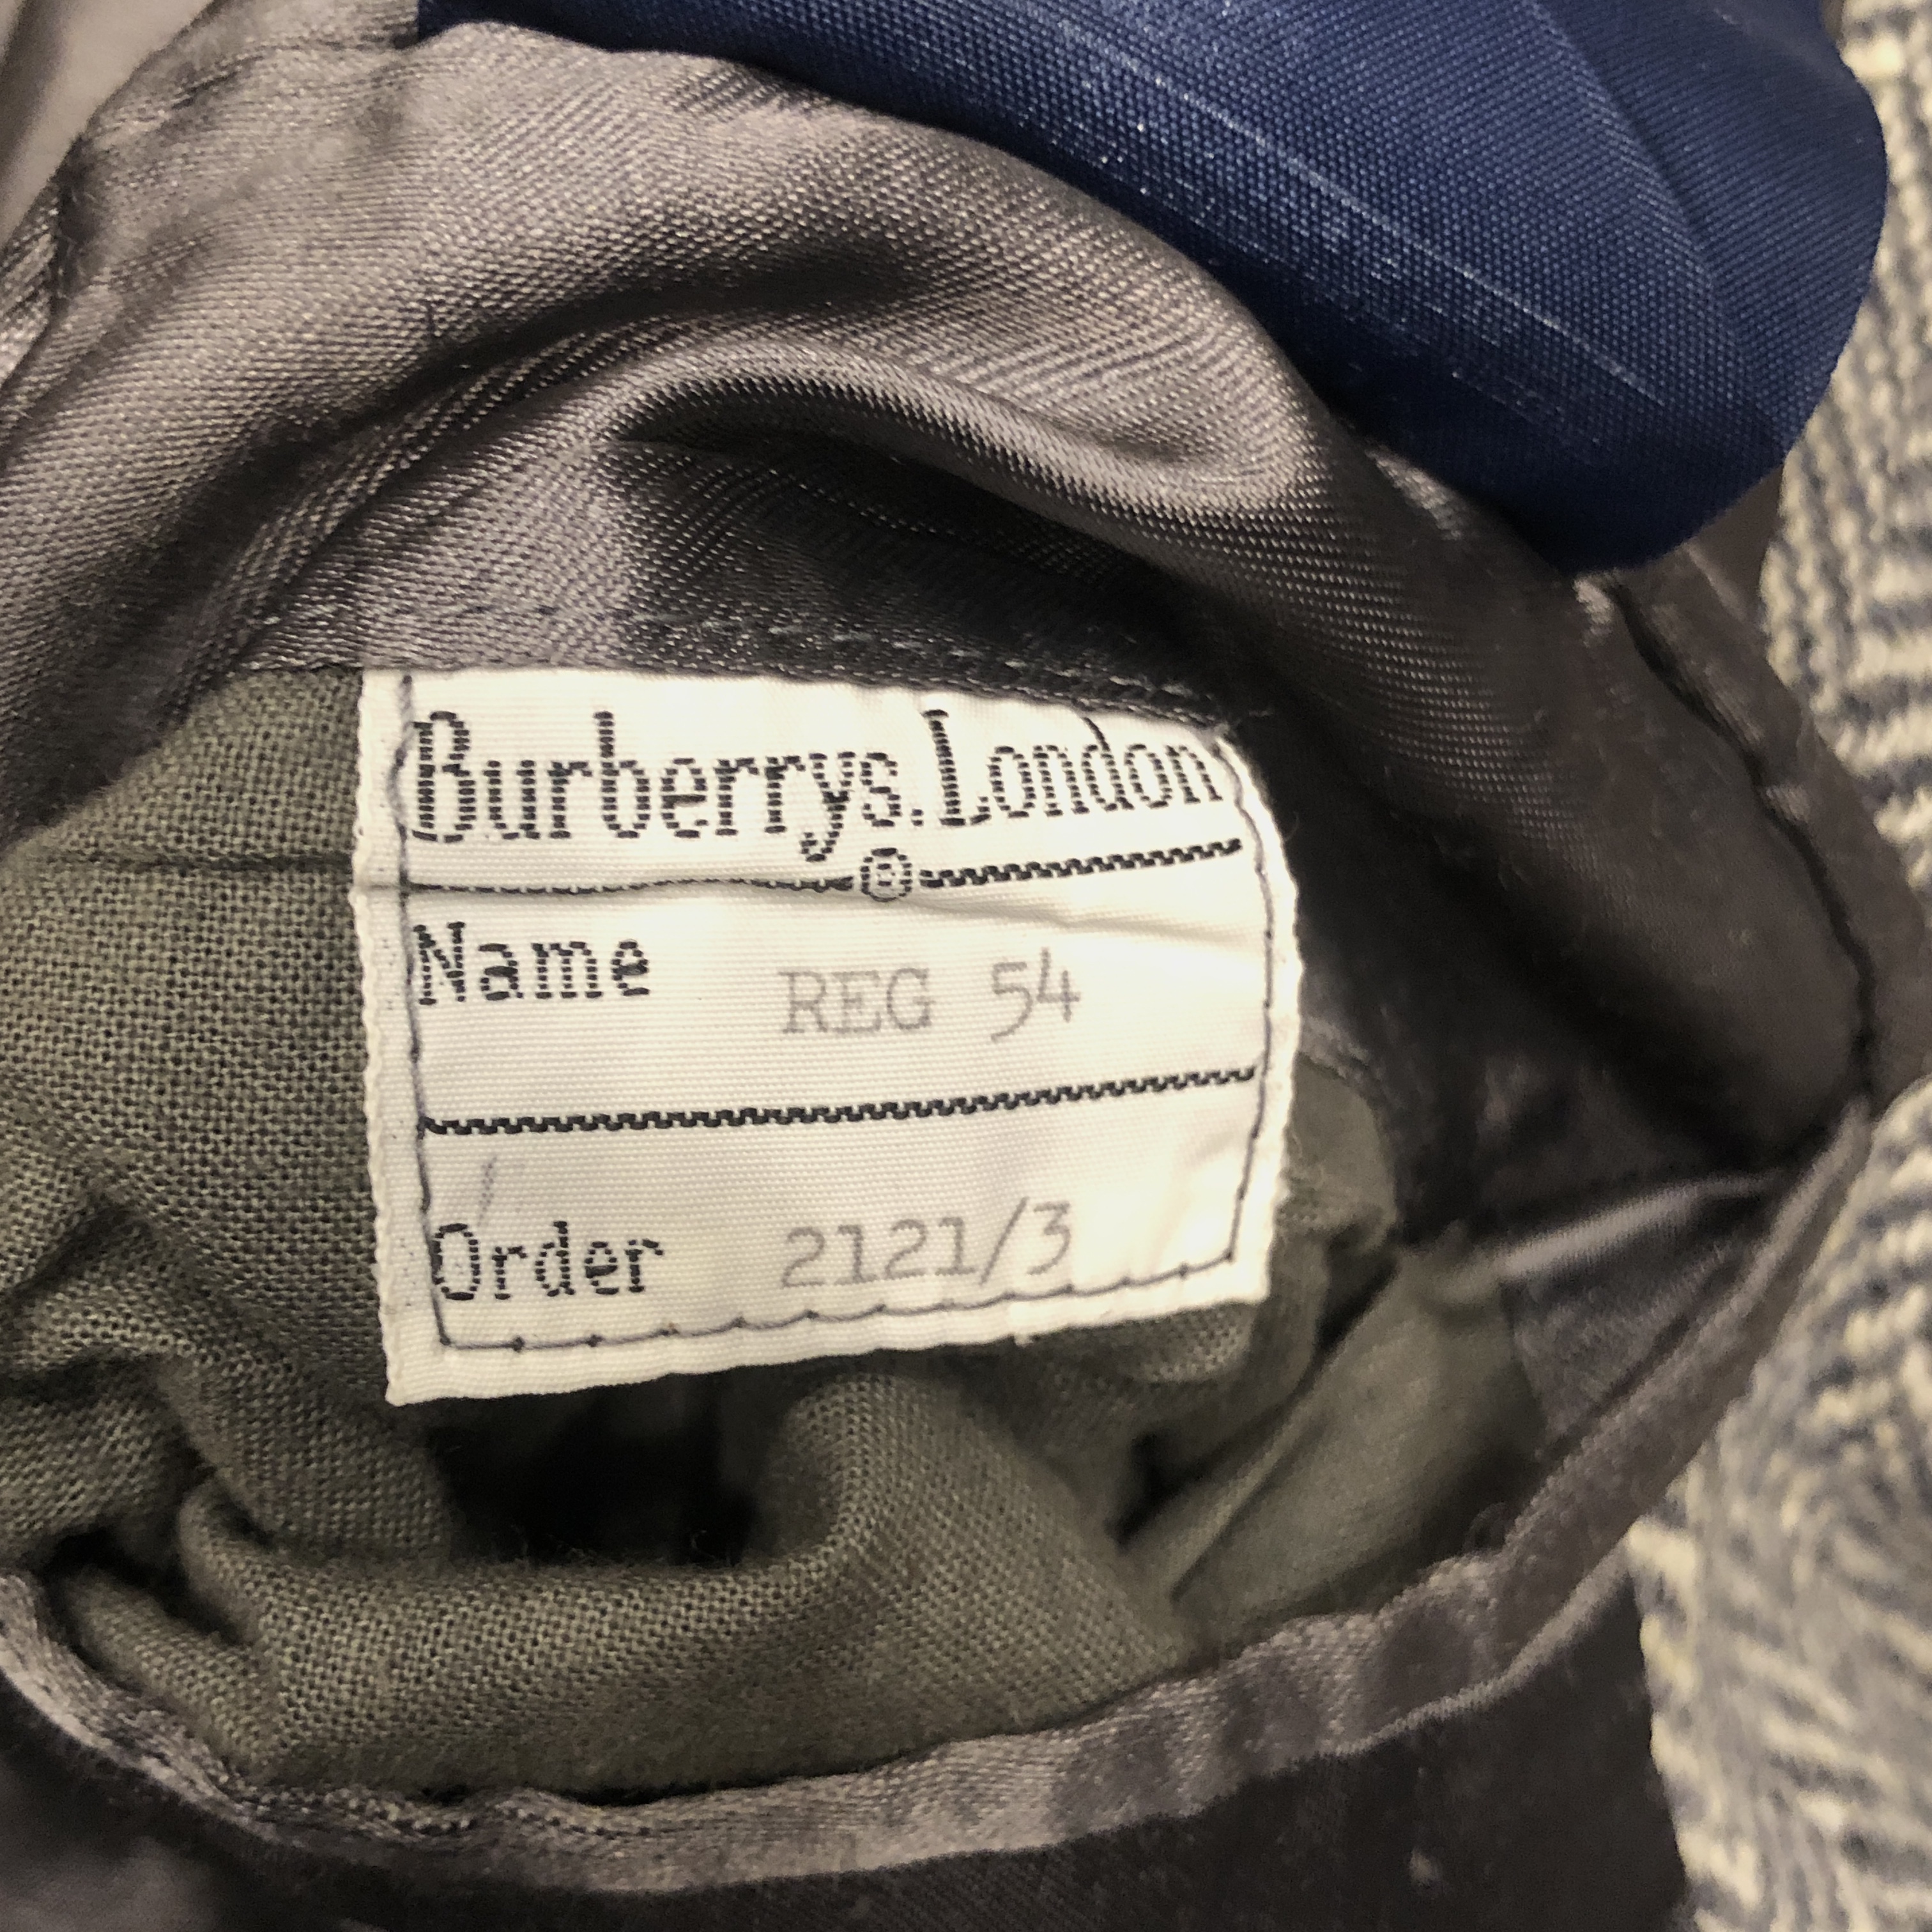 Burberrys.London
®
Name REG 54
Order 2121/3